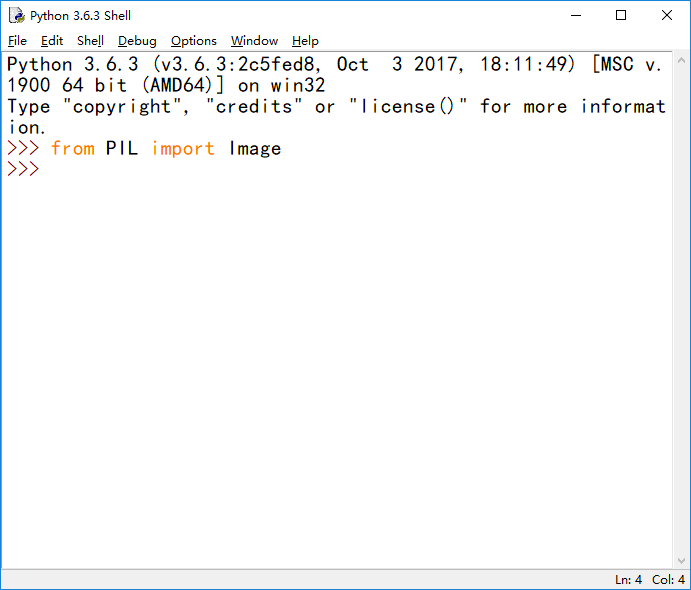 Python 3.6.3 Shell
File Edit Shell Debug Options Window Help
Python 3.6.3 (v3.6.3:2c5fed8, Oct  3 2017, 18:11:49) [MSC v.
1900 64 bit (AMD64)] on win32
Type "copyright", "credits" or "license()" for more informat
ion.
>>> from PIL import Image
>>>
Ln: 4 Col: 4